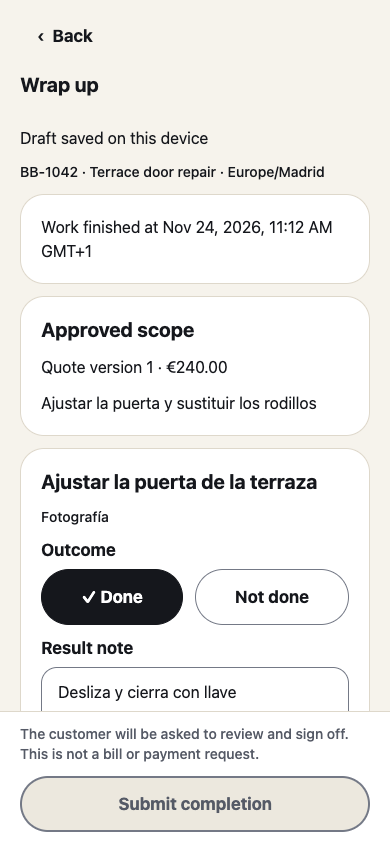 ‹ Back
Wrap up
Draft saved on this device
BB-1042 · Terrace door repair · Europe/Madrid
Work finished at Nov 24, 2026, 11:12 AM
GMT+1
Approved scope
Quote version 1 · €240.00
Ajustar la puerta y sustituir los rodillos
Ajustar la puerta de la terraza
Fotografía
Outcome
✓ Done
Not done
Result note
Desliza y cierra con llave
The customer will be asked to review and sign off.
This is not a bill or payment request.
Submit completion